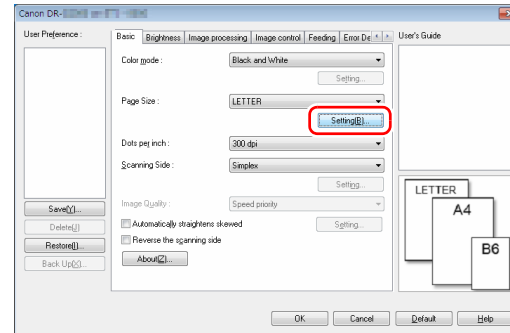 Canon DR-
User Preference :
Save(Y)...
Delete(J)
Restore(I)...
Back Up(X)...
Basic Brightness Image processing Image control Feeding Error De
Color mode : Black and White
Setting...
Page Size : LETTER
Setting(B)...
Dots per inch : 300 dpi
Scanning Side : Simplex
Setting...
Image Quality : Speed priority
Automatically straightens skewed Setting...
Reverse the scanning side
About(Z)...
User's Guide
LETTER
A4
B6
OK Cancel Default Help